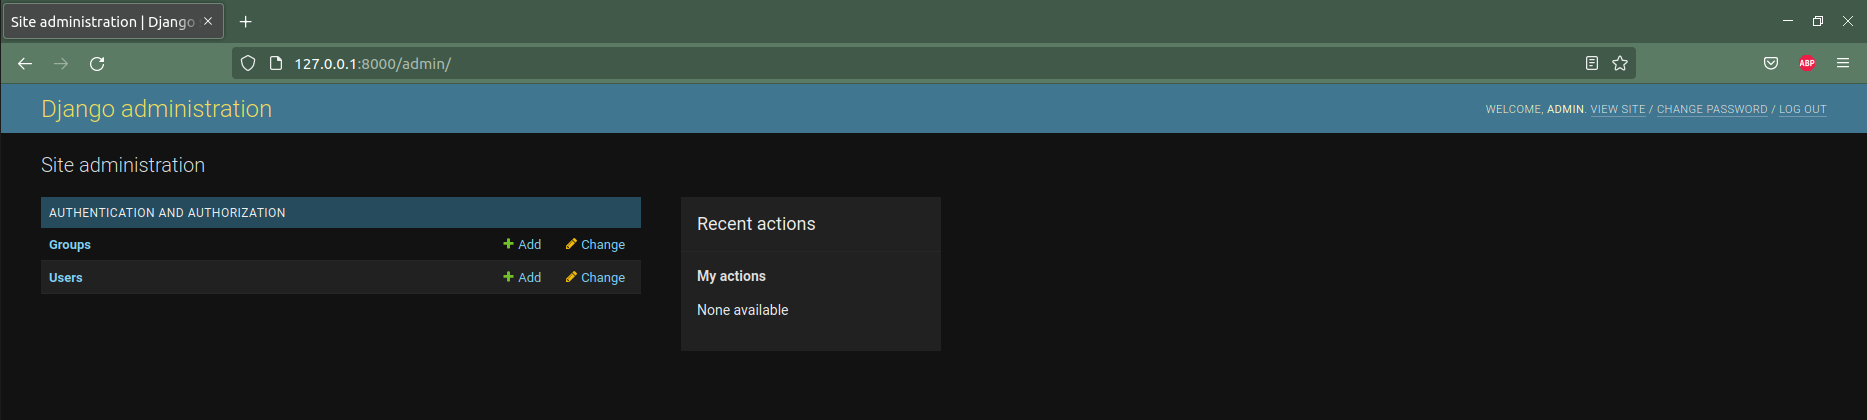 Site administration | Django
127.0.0.1:8000/admin/
ABP
Django administration
WELCOME, ADMIN. VIEW SITE / CHANGE PASSWORD / LOG OUT
Site administration
AUTHENTICATION AND AUTHORIZATION
Groups Add Change
Users Add Change
Recent actions
My actions
None available